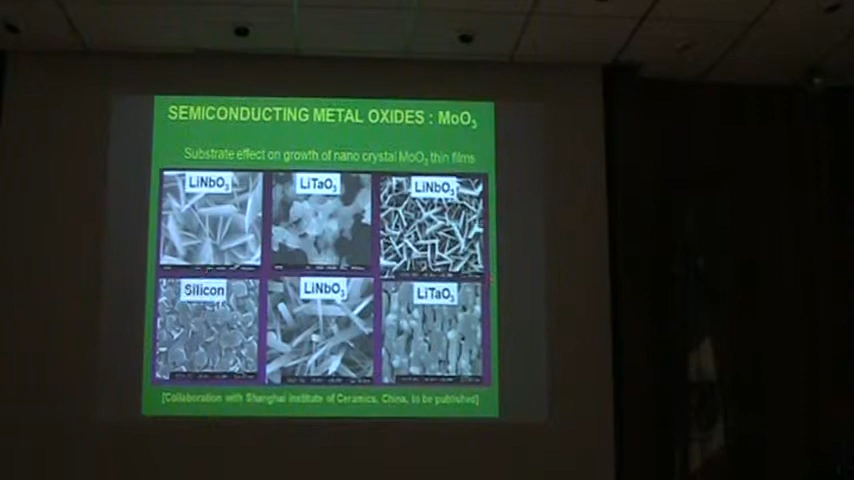 SEMICONDUCTING METAL OXIDES : MoO₃
Substrate effect on growth of nano crystal MoO₃ thin films
LiNbO₃
LiTaO₃
LiNbO₃
Silicon
LiNbO₃
LiTaO₃
[Collaboration with Shanghai institute of Ceramics, China, to be published]